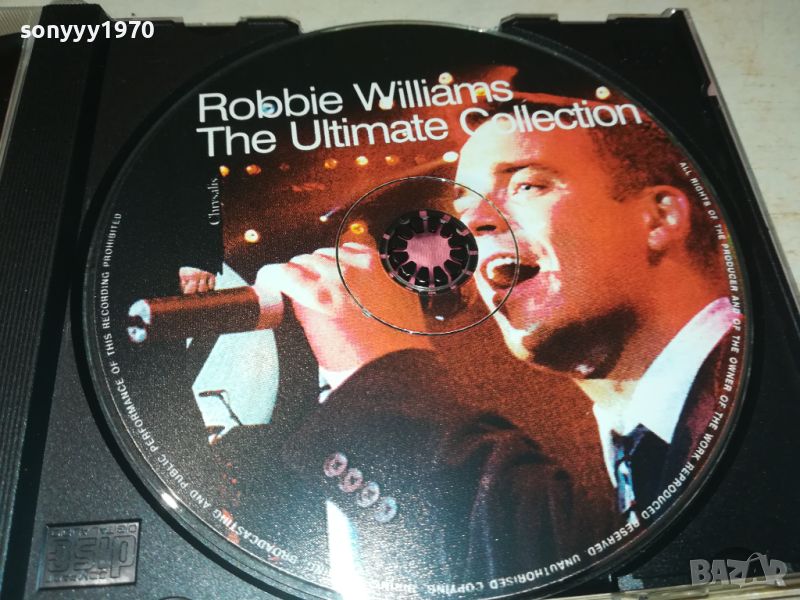 sonyyy1970
Robbie Williams
The Ultimate Collection
Chrysalis
ALL RIGHTS OF THE PRODUCER AND OF THE OWNER OF THE WORK REPRODUCED RESERVED. UNAUTHORISED COPYING, BROADCASTING AND PUBLIC PERFORMANCE OF THIS RECORDING PROHIBITED
disc
BAZAR